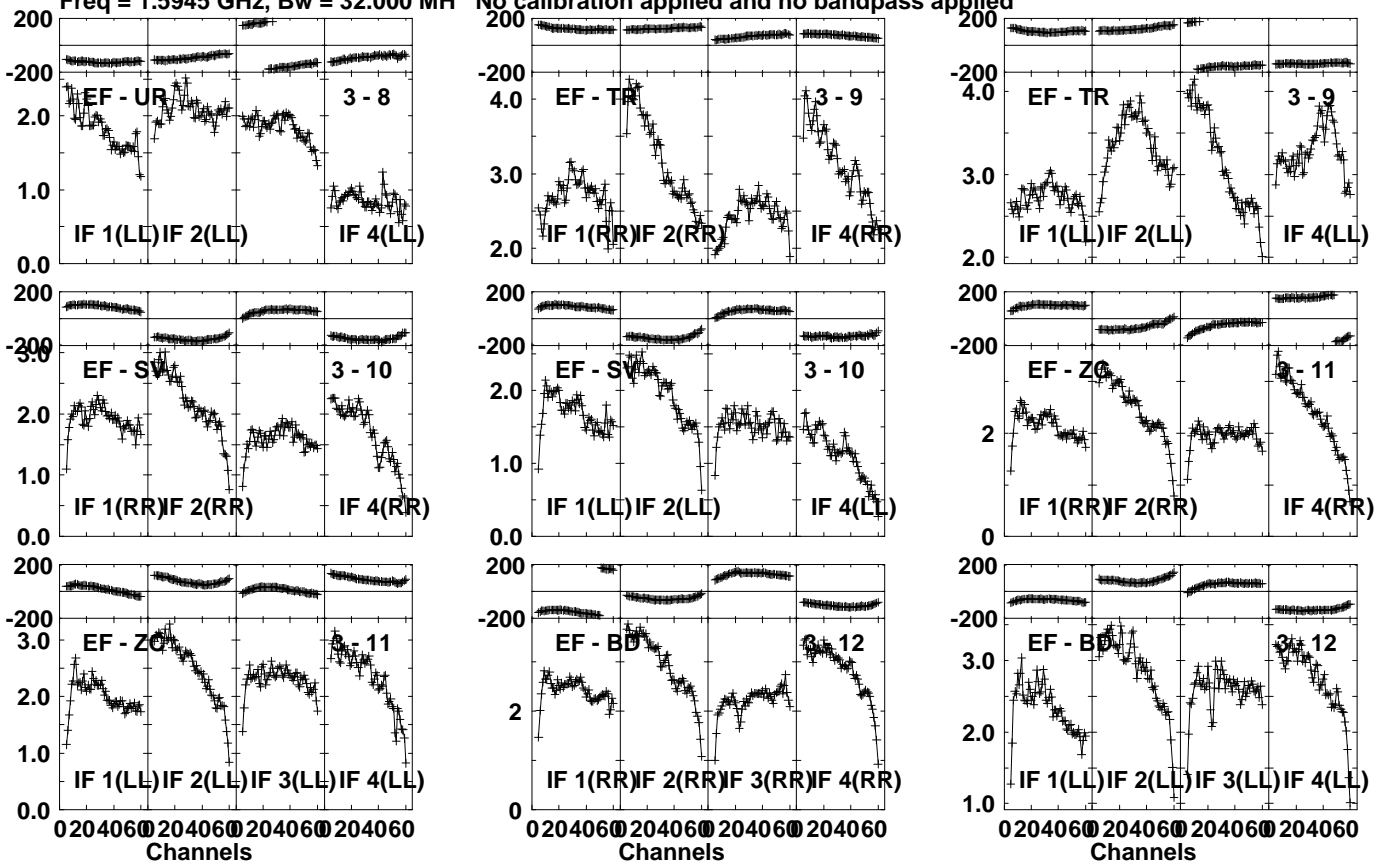 Freq = 1.5945 GHz, Bw = 32.000 MH No calibration applied and no bandpass applied
200 200 200
-200 -200 -200
EF - UR 3 - 8 EF - TR 3 - 9 EF - TR 3 - 9
2.0 4.0 4.0
1.0 3.0 3.0
IF 1(LL) IF 2(LL) IF 4(LL) IF 1(RR) IF 2(RR) IF 4(RR) IF 1(LL) IF 2(LL) IF 4(LL)
0.0 2.0 2.0
200 200 200
-200 -200 -200
3.0
EF - SV 3 - 10 EF - SV 3 - 10 EF - ZC 3 - 11
2.0 2.0 2
1.0 1.0
IF 1(RR) IF 2(RR) IF 4(RR) IF 1(LL) IF 2(LL) IF 4(LL) IF 1(RR) IF 2(RR) IF 4(RR)
0.0 0.0 0
200 200 200
-200 -200 -200
EF - ZC 3 - 11 EF - BD 3 - 12 EF - BD 3 - 12
3.0 3.0
2.0 2 2.0
1.0
IF 1(LL) IF 2(LL) IF 3(LL) IF 4(LL) IF 1(RR) IF 2(RR) IF 3(RR) IF 4(RR) IF 1(LL) IF 2(LL) IF 3(LL) IF 4(LL)
0.0 0 1.0
0 20 40 60 0 20 40 60 0 20 40 60 0 20 40 60 0 20 40 60 0 20 40 60 0 20 40 60 0 20 40 60 0 20 40 60 0 20 40 60 0 20 40 60 0 20 40 60
Channels Channels Channels